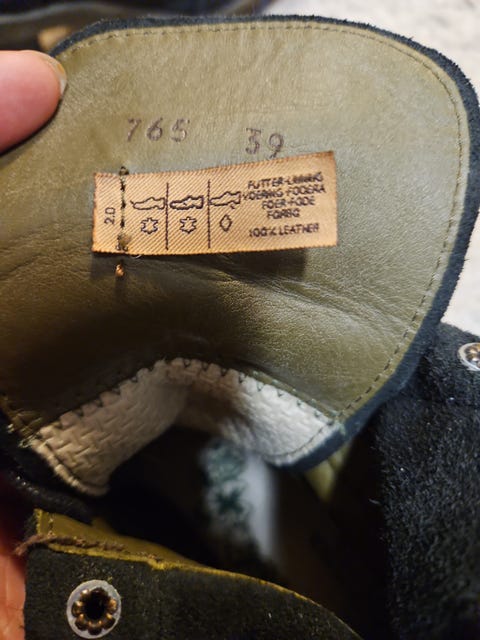 765 39
20
FUTTER-LINING
VOERING-FODERA
FOER-FODE
100% LEATHER